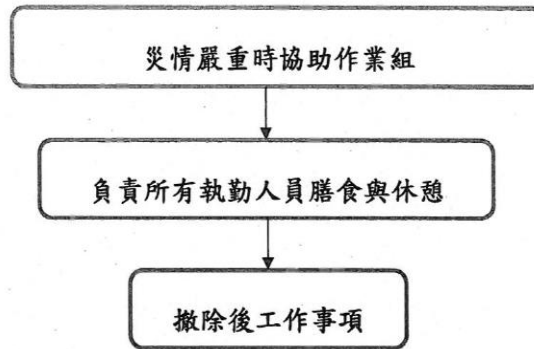 災情嚴重時協助作業組
負責所有執勤人員膳食與休憩
撤除後工作事項